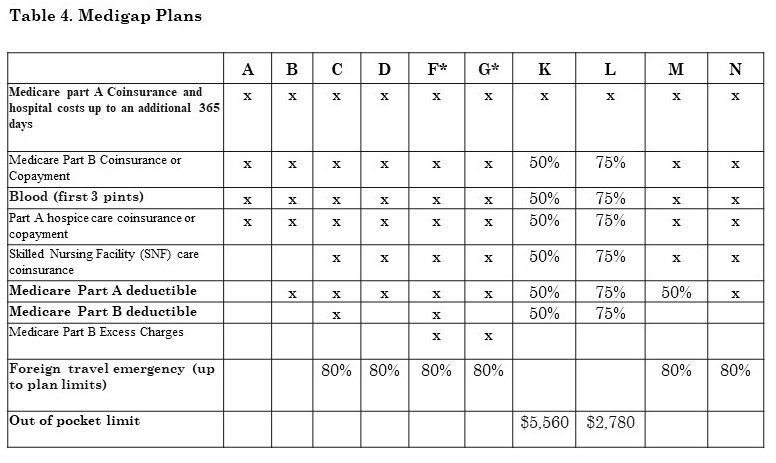 Table 4. Medigap Plans
A B C D F* G* K L M N
Medicare part A Coinsurance and x x x x x x x x x x
hospital costs up to an additional 365
days
Medicare Part B Coinsurance or x x x x x x 50% 75% x x
Copayment
Blood (first 3 pints) x x x x x x 50% 75% x x
Part A hospice care coinsurance or x x x x x x 50% 75% x x
copayment
Skilled Nursing Facility (SNF) care x x x x 50% 75% x x
coinsurance
Medicare Part A deductible x x x x x 50% 75% 50% x
Medicare Part B deductible x x 50% 75%
Medicare Part B Excess Charges x x
Foreign travel emergency (up 80% 80% 80% 80% 80% 80%
to plan limits)
Out of pocket limit $5,560 $2,780